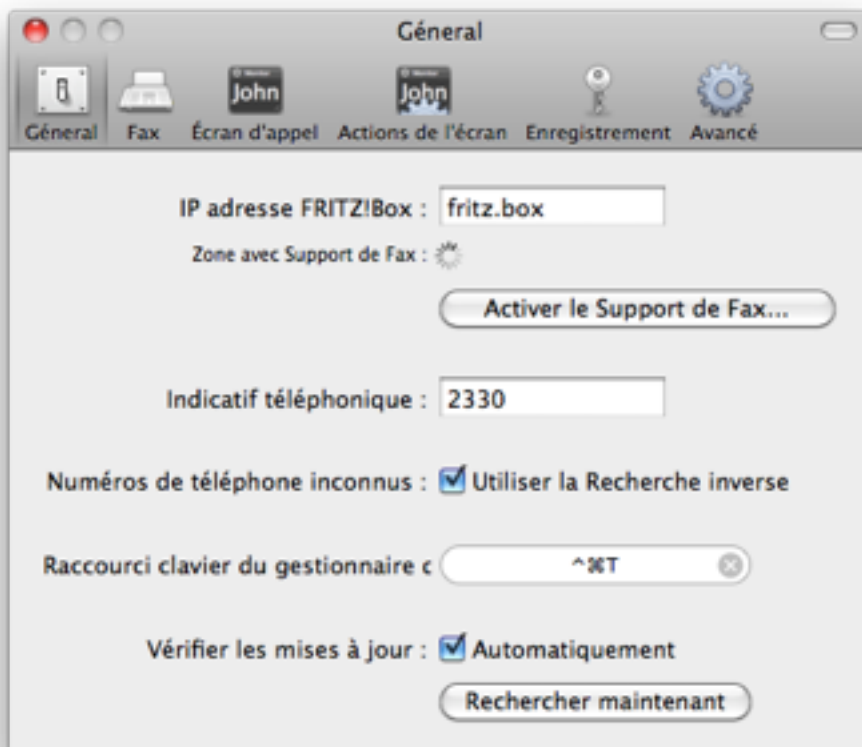 Géneral
John
John
Géneral Fax Écran d'appel Actions de l'écran Enregistrement Avancé
IP adresse FRITZ!Box : fritz.box
Zone avec Support de Fax :
Activer le Support de Fax...
Indicatif téléphonique : 2330
Numéros de téléphone inconnus : Utiliser la Recherche inverse
Raccourci clavier du gestionnaire c ^⌘T
Vérifier les mises à jour : Automatiquement
Rechercher maintenant